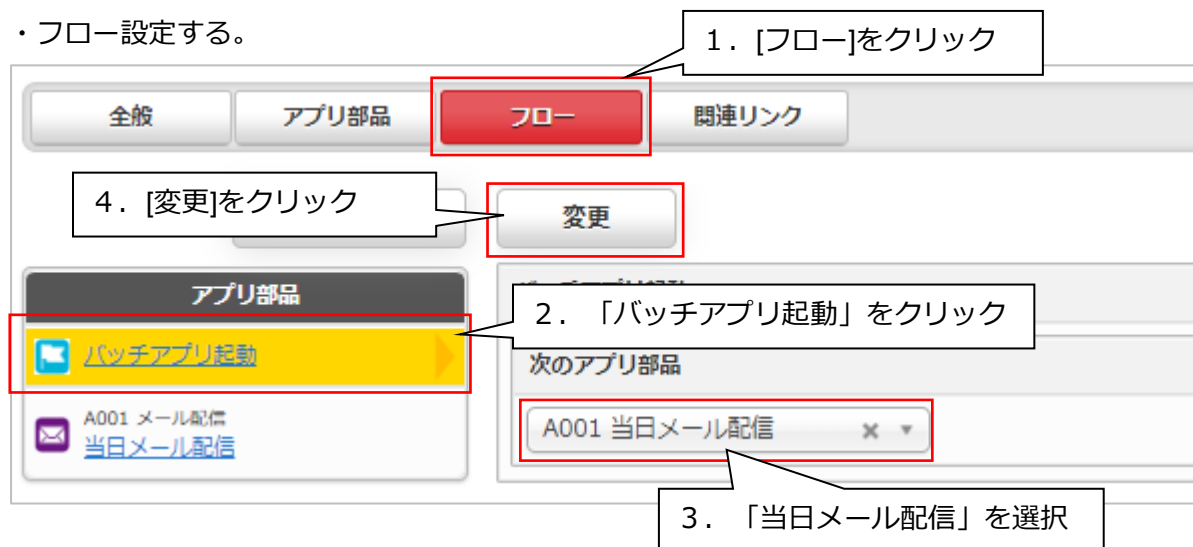 ・フロー設定する。
１．[フロー]をクリック
全般 アプリ部品 フロー 関連リンク
４．[変更]をクリック
変更
アプリ部品
２．「バッチアプリ起動」をクリック
バッチアプリ起動
次のアプリ部品
A001 メール配信
当日メール配信
A001 当日メール配信
３．「当日メール配信」を選択